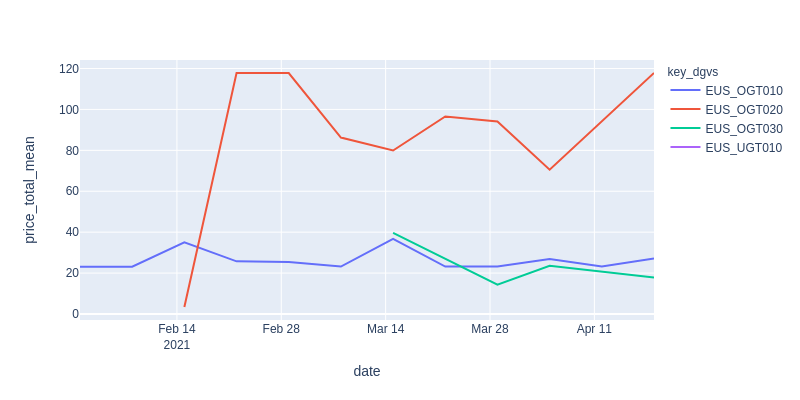 120
100
80
60
40
20
0
price_total_mean
Feb 14
2021
Feb 28
Mar 14
Mar 28
Apr 11
date
key_dgvs
EUS_OGT010
EUS_OGT020
EUS_OGT030
EUS_UGT010